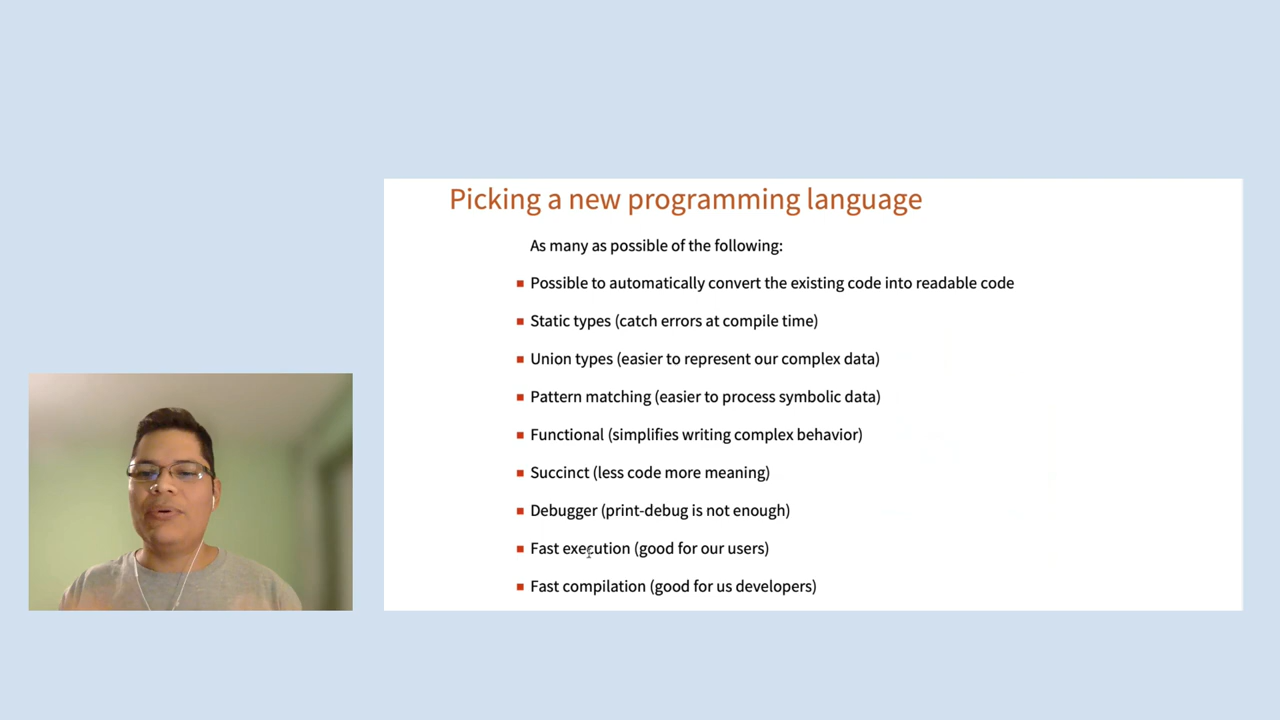 Picking a new programming language
As many as possible of the following:
Possible to automatically convert the existing code into readable code
Static types (catch errors at compile time)
Union types (easier to represent our complex data)
Pattern matching (easier to process symbolic data)
Functional (simplifies writing complex behavior)
Succinct (less code more meaning)
Debugger (print-debug is not enough)
Fast execution (good for our users)
Fast compilation (good for us developers)